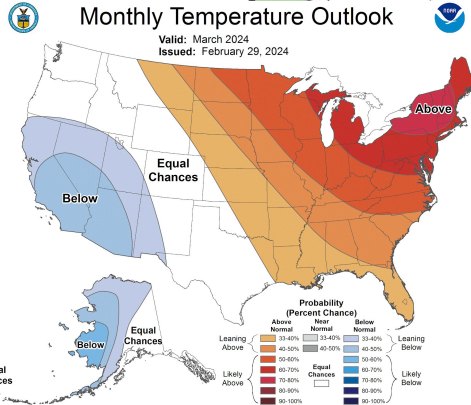 Monthly Temperature Outlook
Valid: March 2024
Issued: February 29, 2024
NOAA
Above
Equal
Chances
Below
Equal
Chances
Below
al
ces
Probability
(Percent Chance)
Above
Normal
Near
Normal
Below
Normal
Leaning
Above
33-40%
33-40%
33-40%
Leaning
Below
40-50%
40-50%
40-50%
Likely
Above
50-60%
50-60%
Likely
Below
60-70%
Equal
Chances
60-70%
70-80%
70-80%
80-90%
80-90%
90-100%
90-100%